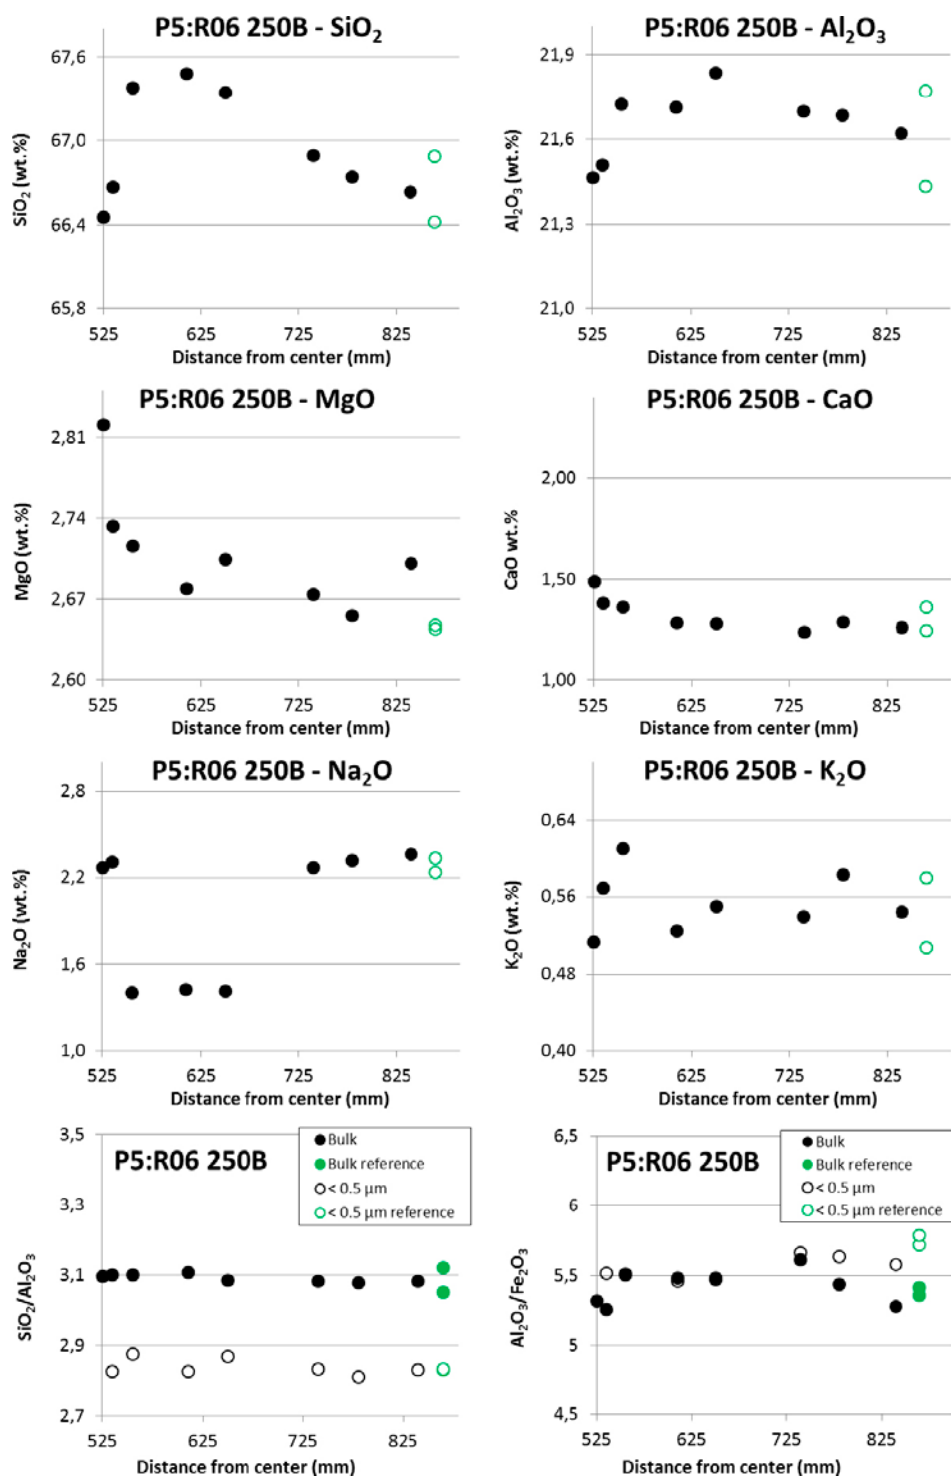 P5:R06 250B - SiO₂
67,6
67,0
66,4
65,8
SiO₂ (wt.%)
525 625 725 825
Distance from center (mm)
P5:R06 250B - Al₂O₃
21,9
21,6
21,3
21,0
Al₂O₃ (wt.%)
525 625 725 825
Distance from center (mm)
P5:R06 250B - MgO
2,81
2,74
2,67
2,60
MgO (wt.%)
525 625 725 825
Distance from center (mm)
P5:R06 250B - CaO
2,00
1,50
1,00
CaO wt.%
525 625 725 825
Distance from center (mm)
P5:R06 250B - Na₂O
2,8
2,2
1,6
1,0
Na₂O (wt.%)
525 625 725 825
Distance from center (mm)
P5:R06 250B - K₂O
0,64
0,56
0,48
0,40
K₂O (wt.%)
525 625 725 825
Distance from center (mm)
P5:R06 250B
Bulk
Bulk reference
< 0.5 µm
< 0.5 µm reference
3,5
3,3
3,1
2,9
2,7
SiO₂/Al₂O₃
525 625 725 825
Distance from center (mm)
P5:R06 250B
Bulk
Bulk reference
< 0.5 µm
< 0.5 µm reference
6,5
6
5,5
5
4,5
Al₂O₃/Fe₂O₃
525 625 725 825
Distance from center (mm)